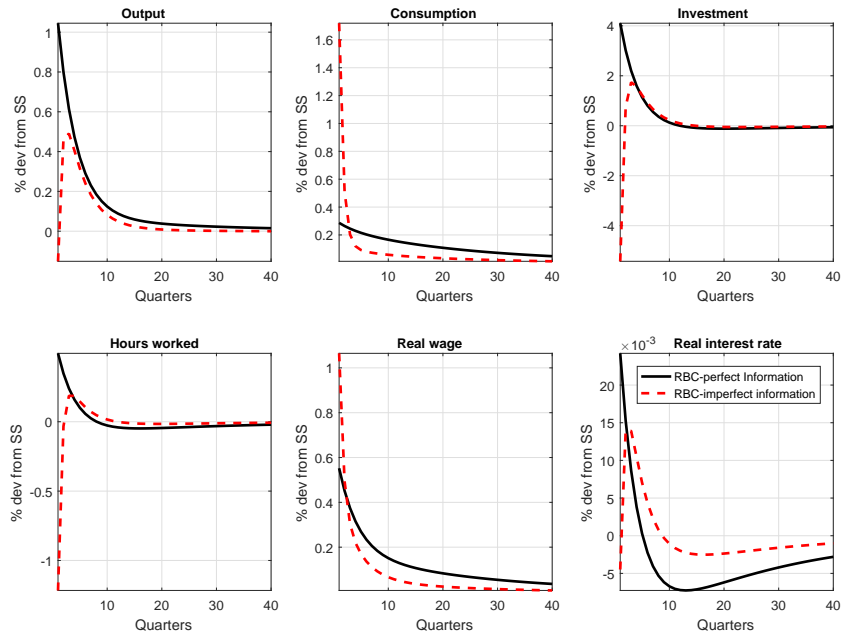 Output
Consumption
Investment
% dev from SS
1
0.8
0.6
0.4
0.2
0
10
20
30
40
Quarters
% dev from SS
1.6
1.4
1.2
1
0.8
0.6
0.4
0.2
10
20
30
40
Quarters
% dev from SS
4
2
0
-2
-4
10
20
30
40
Quarters
Hours worked
Real wage
Real interest rate
% dev from SS
0
-0.5
-1
10
20
30
40
Quarters
% dev from SS
1
0.8
0.6
0.4
0.2
10
20
30
40
Quarters
×10⁻³
% dev from SS
20
15
10
5
0
-5
10
20
30
40
Quarters
RBC-perfect Information
RBC-imperfect information